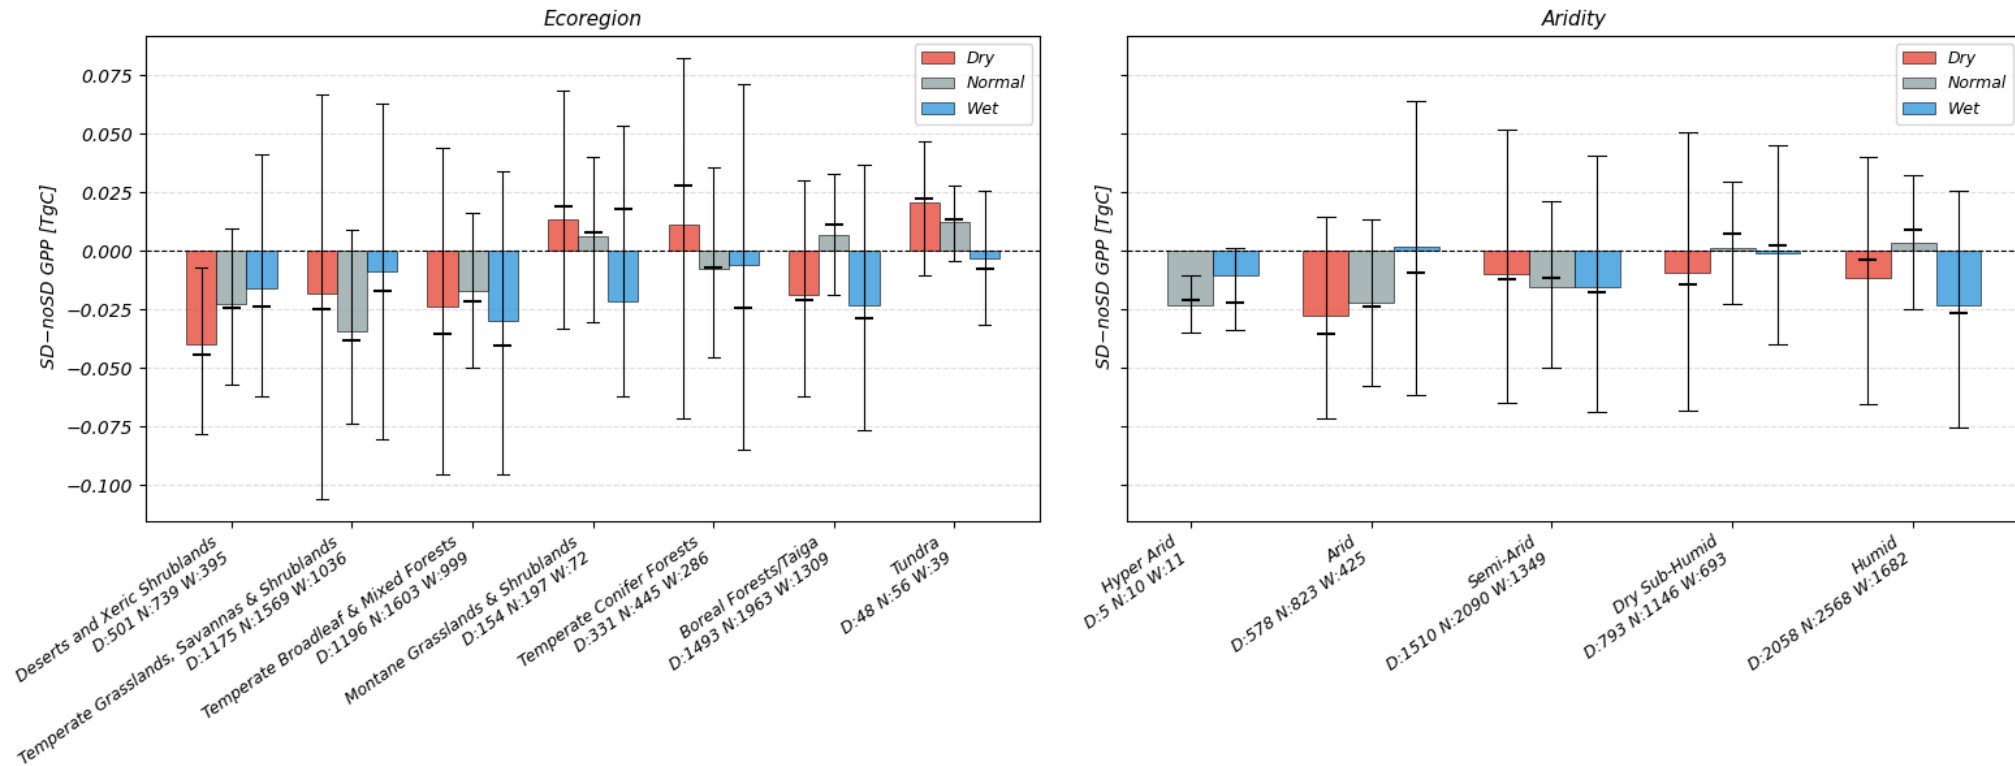 Ecoregion
SD−noSD GPP [TgC]
0.075
0.050
0.025
0.000
−0.025
−0.050
−0.075
−0.100
Dry
Normal
Wet
Deserts and Xeric Shrublands
D:501 N:739 W:395
Temperate Grasslands, Savannas & Shrublands
D:1175 N:1569 W:1036
Temperate Broadleaf & Mixed Forests
D:1196 N:1603 W:999
Montane Grasslands & Shrublands
D:154 N:197 W:72
Temperate Conifer Forests
D:331 N:445 W:286
Boreal Forests/Taiga
D:1493 N:1963 W:1309
Tundra
D:48 N:56 W:39
Aridity
SD−noSD GPP [TgC]
Dry
Normal
Wet
Hyper Arid
D:5 N:10 W:11
Arid
D:578 N:823 W:425
Semi-Arid
D:1510 N:2090 W:1349
Dry Sub-Humid
D:793 N:1146 W:693
Humid
D:2058 N:2568 W:1682